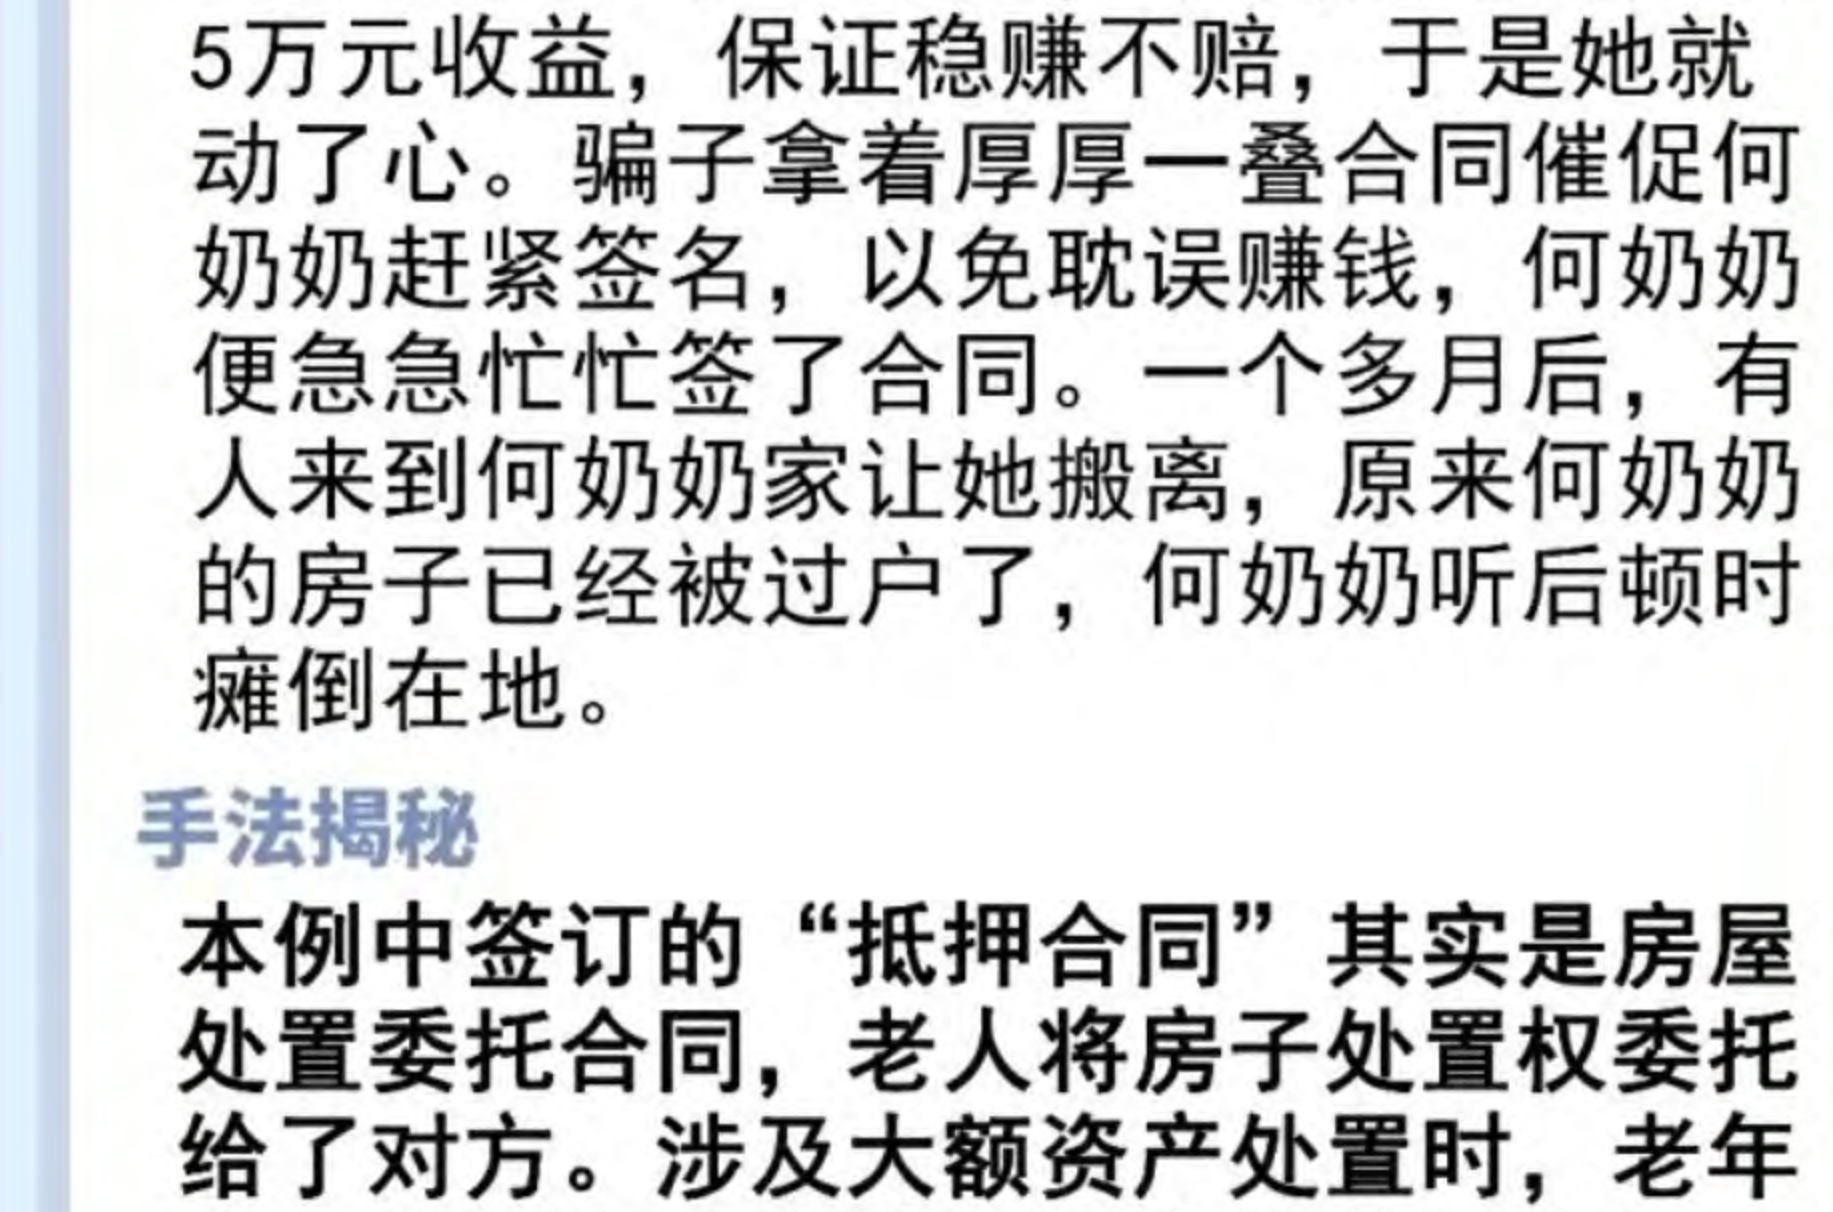 5万元收益，保证稳赚不赔，于是她就
动了心。骗子拿着厚厚一叠合同催促何
奶奶赶紧签名，以免耽误赚钱，何奶奶
便急急忙忙签了合同。一个多月后，有
人来到何奶奶家让她搬离，原来何奶奶
的房子已经被过户了，何奶奶听后顿时
瘫倒在地。
手法揭秘
本例中签订的“抵押合同”其实是房屋
处置委托合同，老人将房子处置权委托
给了对方。涉及大额资产处置时，老年